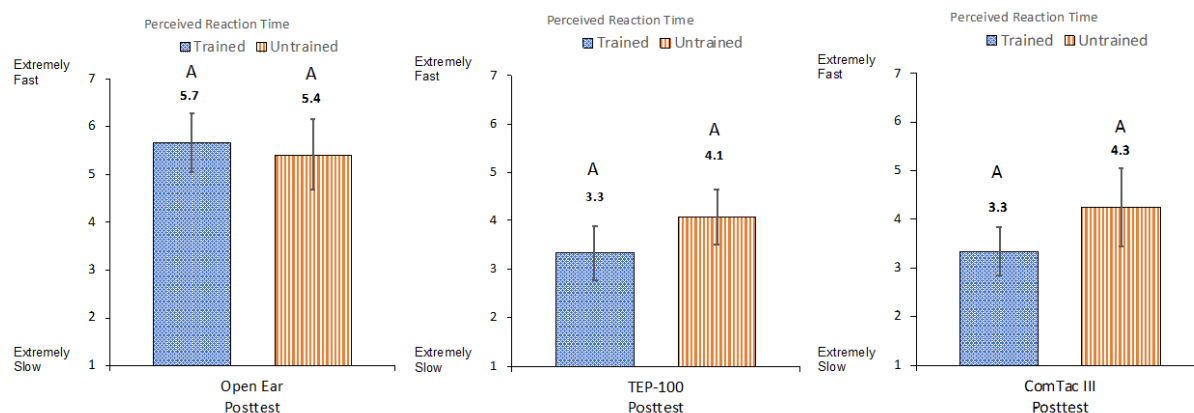 Perceived Reaction Time
Trained Untrained
Extremely
Fast
7
6
5
4
3
2
1
Extremely
Slow
A
5.7
A
5.4
Open Ear
Posttest
Perceived Reaction Time
Trained Untrained
Extremely
Fast
7
6
5
4
3
2
1
Extremely
Slow
A
3.3
A
4.1
TEP-100
Posttest
Perceived Reaction Time
Trained Untrained
Extremely
Fast
7
6
5
4
3
2
1
Extremely
Slow
A
3.3
A
4.3
ComTac III
Posttest